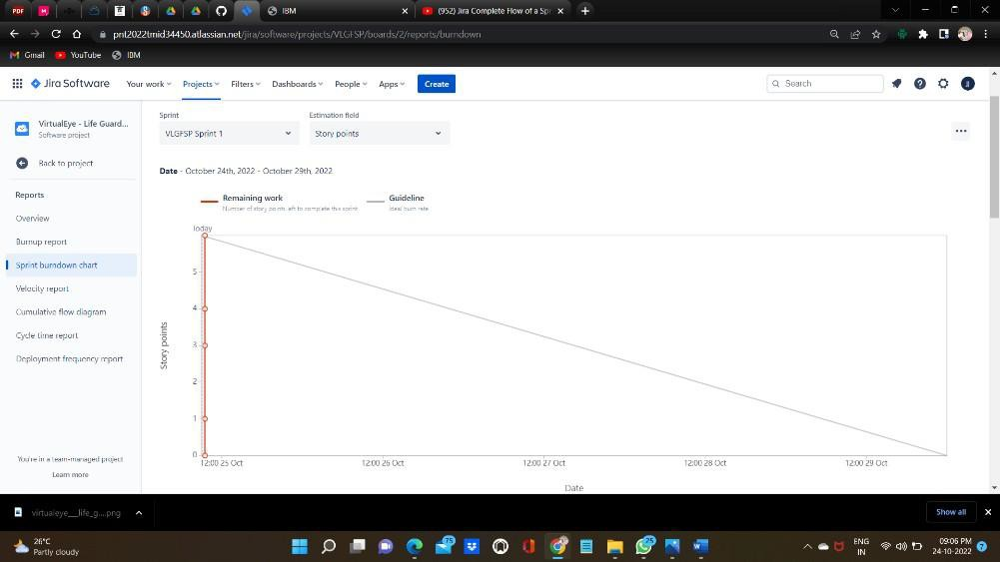 PDF
IBM
(952) Jira Complete Flow of a Spr
pnt2022tmid34450.atlassian.net/jira/software/projects/VLGFSP/boards/2/reports/burndown
Gmail YouTube IBM
Jira Software Your work Projects Filters Dashboards People Apps Create Search
VirtualEye - Life Guard...
Software project
Back to project
Reports
Overview
Burnup report
Sprint burndown chart
Velocity report
Cumulative flow diagram
Cycle time report
Deployment frequency report
You're in a team-managed project
Learn more
Sprint Estimation field
VLGFSP Sprint 1 Story points
Date - October 24th, 2022 - October 29th, 2022
Remaining work Guideline
Number of story points left to complete this sprint Ideal burn rate
Today
5
4
3
2
1
0
Story points
12:00 25 Oct 12:00 26 Oct 12:00 27 Oct 12:00 28 Oct 12:00 29 Oct
Date
virtualeye___life_g....png Show all
26°C
Partly cloudy
75
25
ENG
IN
09:06 PM
24-10-2022